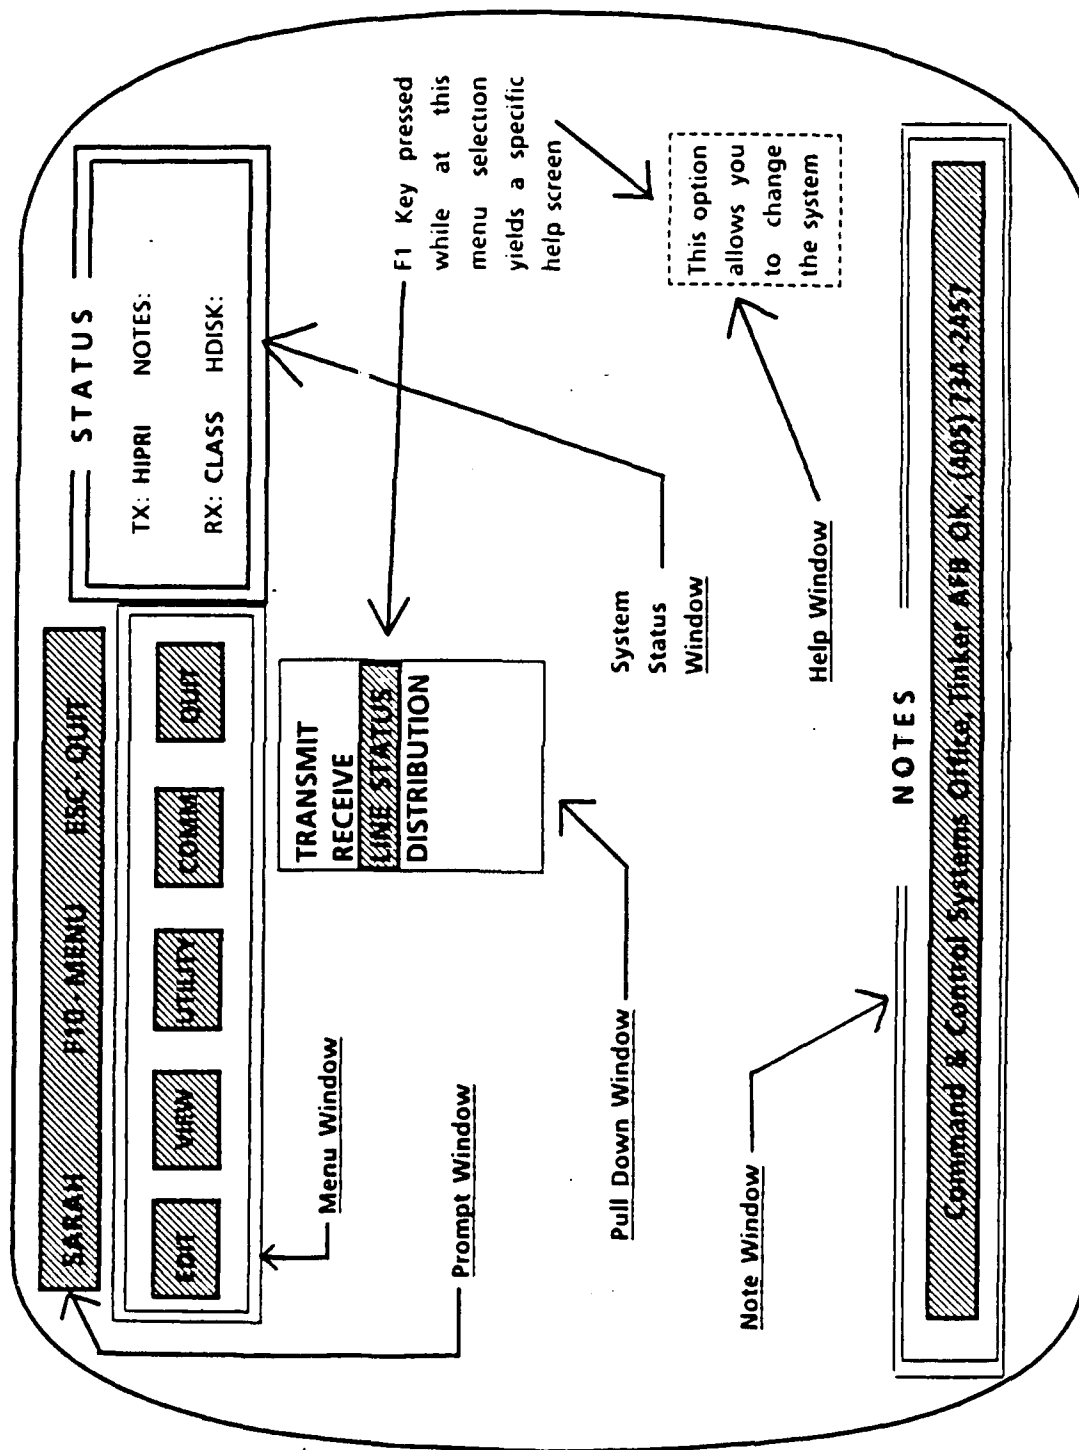 SARAH F10-MENU ESC-QUIT
STATUS
TX: HIPRI NOTES:
RX: CLASS HDISK:
EDIT VIEW UTILITY COMM QUIT
TRANSMIT
RECEIVE
LINE STATUS
DISTRIBUTION
F1 Key pressed
while at this
menu selection
yields a specific
help screen
Menu Window
Prompt Window
System
Status
Window
This option
allows you
to change
the system
Pull Down Window
Help Window
Note Window
NOTES
Command & Control Systems Office, Tinker AFB OK, (405) 734-2457